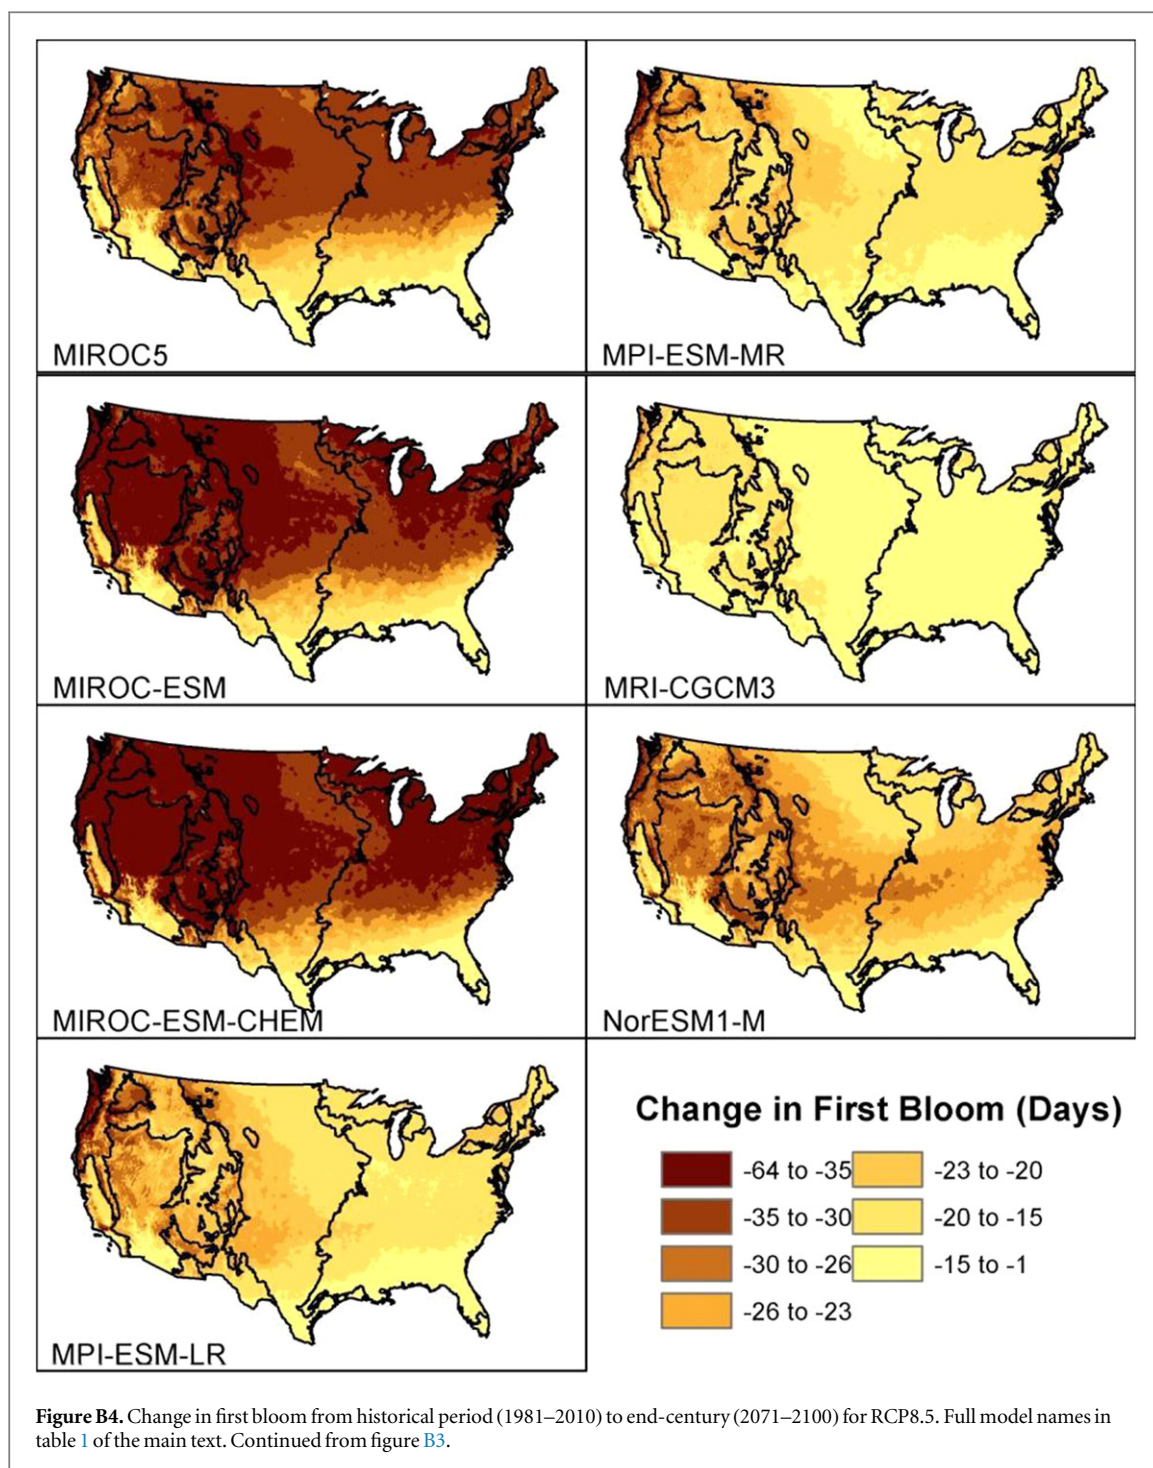 MIROC5
MPI-ESM-MR
MIROC-ESM
MRI-CGCM3
MIROC-ESM-CHEM
NorESM1-M
MPI-ESM-LR
Change in First Bloom (Days)
-64 to -35
-35 to -30
-30 to -26
-26 to -23
-23 to -20
-20 to -15
-15 to -1
Figure B4. Change in first bloom from historical period (1981–2010) to end-century (2071–2100) for RCP8.5. Full model names in
table 1 of the main text. Continued from figure B3.